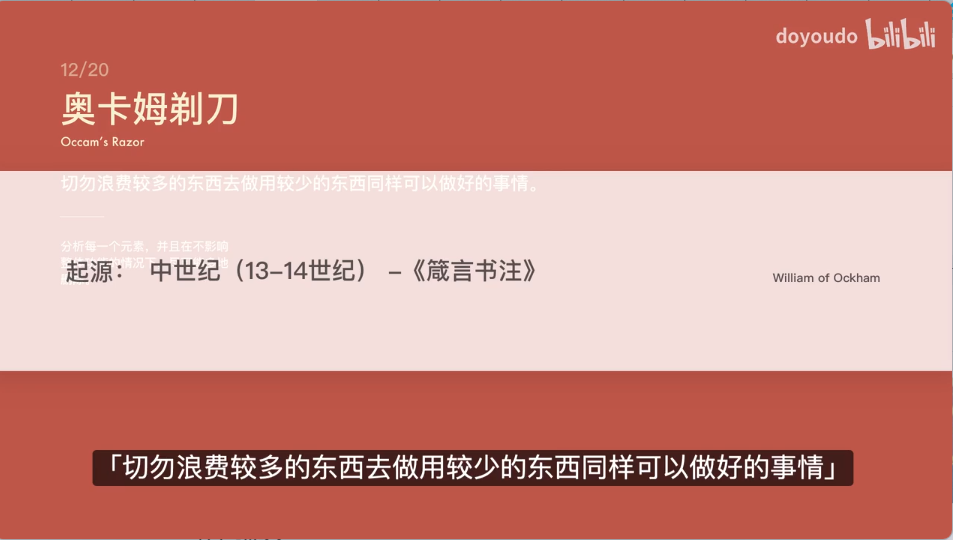 doyoudo bilibili
12/20
奥卡姆剃刀
Occam's Razor
切勿浪费较多的东西去做用较少的东西同样可以做好的事情。
分析每一个元素，并且在不影响
起源： 中世纪（13-14世纪） -《箴言书注》
William of Ockham
「切勿浪费较多的东西去做用较少的东西同样可以做好的事情」